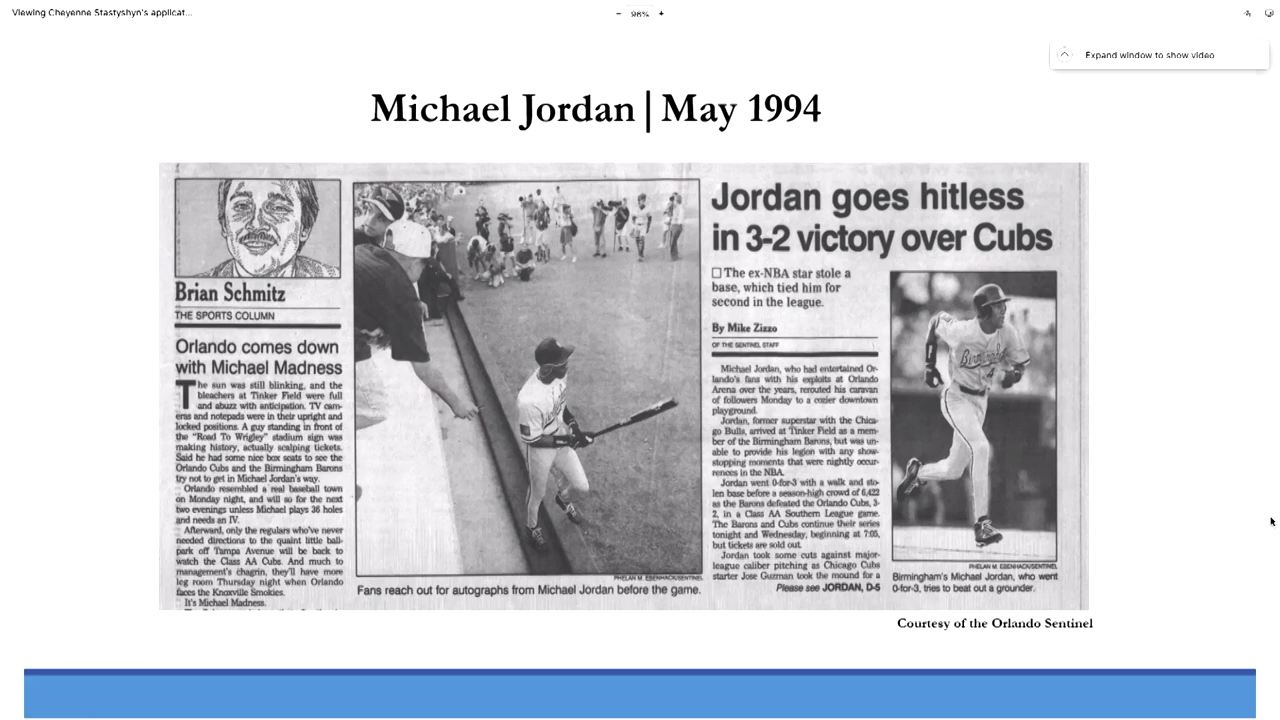 Viewing Cheyenne Stastyshyn's applicat...
− 96% +
Expand window to show video
Michael Jordan | May 1994
Brian Schmitz
THE SPORTS COLUMN
Orlando comes down
with Michael Madness
The sun was still blinking, and the
bleachers at Tinker Field were full
and abuzz with anticipation. TV cam-
eras and notepads were in their upright and
locked positions. A guy standing in front of
the "Road To Wrigley" stadium sign was
making history, actually scalping tickets.
Said he had some nice box seats to see the
Orlando Cubs and the Birmingham Barons
try not to get in Michael Jordan's way.
Orlando resembled a real baseball town
on Monday night, and will so for the next
two evenings unless Michael plays 36 holes
and needs an IV.
Afterward, only the regulars who've never
needed directions to the quaint little ball-
park off Tampa Avenue will be back to
watch the Class AA Cubs. And much to
management's chagrin, they'll have more
leg room Thursday night when Orlando
faces the Knoxville Smokies.
It's Michael Madness.
PHELAN M. EBENHACK/SENTINEL
Fans reach out for autographs from Michael Jordan before the game.
Jordan goes hitless
in 3-2 victory over Cubs
□ The ex-NBA star stole a
base, which tied him for
second in the league.
By Mike Zizzo
OF THE SENTINEL STAFF
Michael Jordan, who had entertained Or-
lando's fans with his exploits at Orlando
Arena over the years, rerouted his caravan
of followers Monday to a cozier downtown
playground.
Jordan, former superstar with the Chica-
go Bulls, arrived at Tinker Field as a mem-
ber of the Birmingham Barons, but was un-
able to provide his legion with any show-
stopping moments that were nightly occur-
rences in the NBA.
Jordan went 0-for-3 with a walk and sto-
len base before a season-high crowd of 6,422
as the Barons defeated the Orlando Cubs, 3-
2, in a Class AA Southern League game.
The Barons and Cubs continue their series
tonight and Wednesday, beginning at 7:05,
but tickets are sold out.
Jordan took some cuts against major-
league caliber pitching as Chicago Cubs
starter Jose Guzman took the mound for a
Please see JORDAN, D-5
Birmingham
PHELAN M. EBENHACK/SENTINEL
Birmingham's Michael Jordan, who went
0-for-3, tries to beat out a grounder.
Courtesy of the Orlando Sentinel